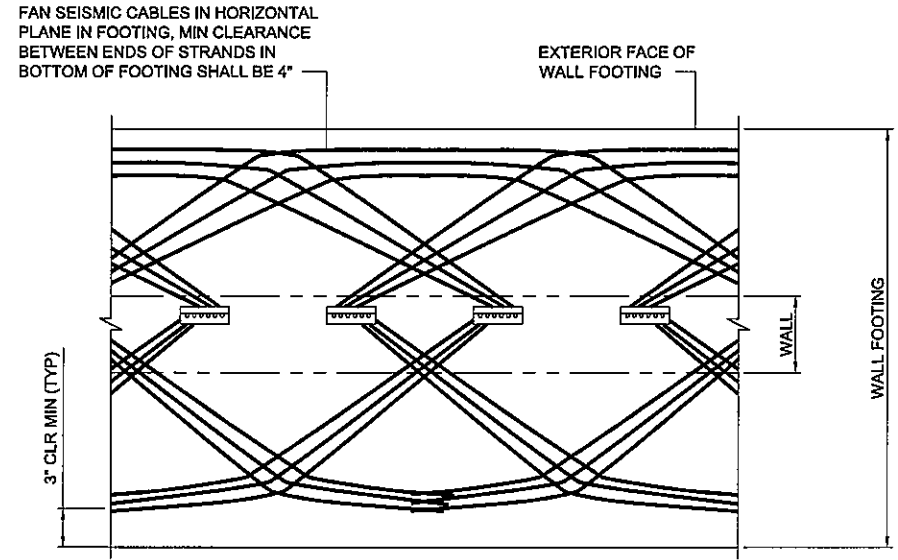 FAN SEISMIC CABLES IN HORIZONTAL
PLANE IN FOOTING, MIN CLEARANCE
BETWEEN ENDS OF STRANDS IN
BOTTOM OF FOOTING SHALL BE 4"
EXTERIOR FACE OF
WALL FOOTING
3" CLR MIN (TYP)
WALL
WALL FOOTING